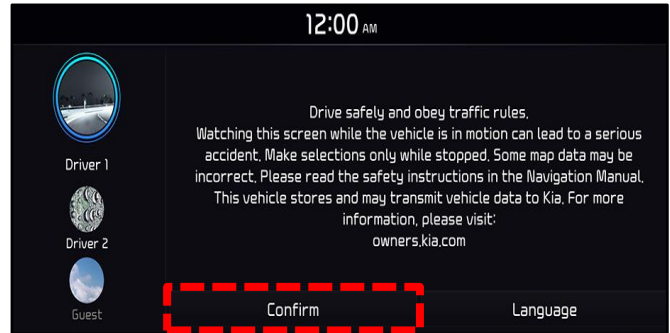 12:00 AM
Driver 1
Driver 2
Guest
Drive safely and obey traffic rules.
Watching this screen while the vehicle is in motion can lead to a serious
accident. Make selections only while stopped. Some map data may be
incorrect. Please read the safety instructions in the Navigation Manual.
This vehicle stores and may transmit vehicle data to Kia. For more
information, please visit:
owners.kia.com
Confirm
Language